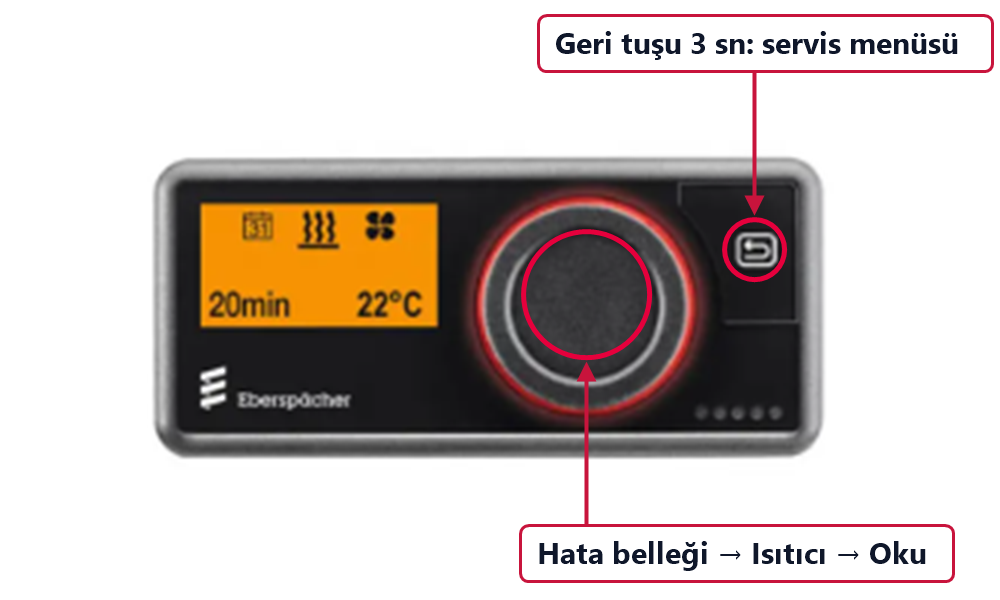 Geri tuşu 3 sn: servis menüsü
31
20min 22°C
Eberspächer
Hata belleği → Isıtıcı → Oku